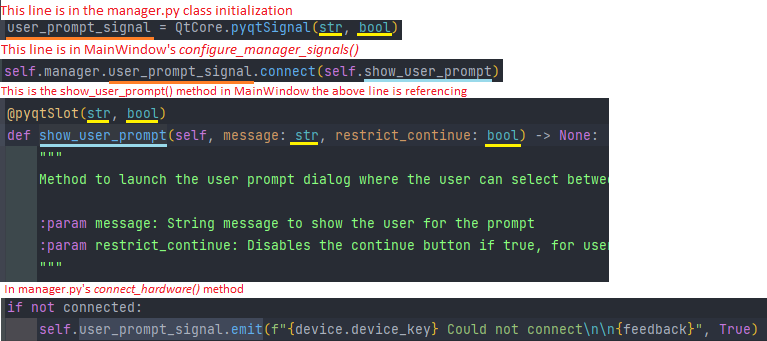 This is in the manager.py class initialization
user_prompt_signal = QtCore.pyqtSignal(str, bool)
This line is in MainWindow's configure_manager_signals()
self.manager.user_prompt_signal.connect(self.show_user_prompt)
This is the show_user_prompt() method in MainWindow the above line is referencing
@pyqtSlot(str, bool)
def show_user_prompt(self, message: str, restrict_continue: bool) -> None:
"""
Method to launch the user prompt dialog where the user can select betwe
:param message: String message to show the user for the prompt
:param restrict_continue: Disables the continue button if true, for use
"""
In manager.py's connect_hardware() method
if not connected:
self.user_prompt_signal.emit(f"{device.device_key} Could not connect\n\n{feedback}", True)